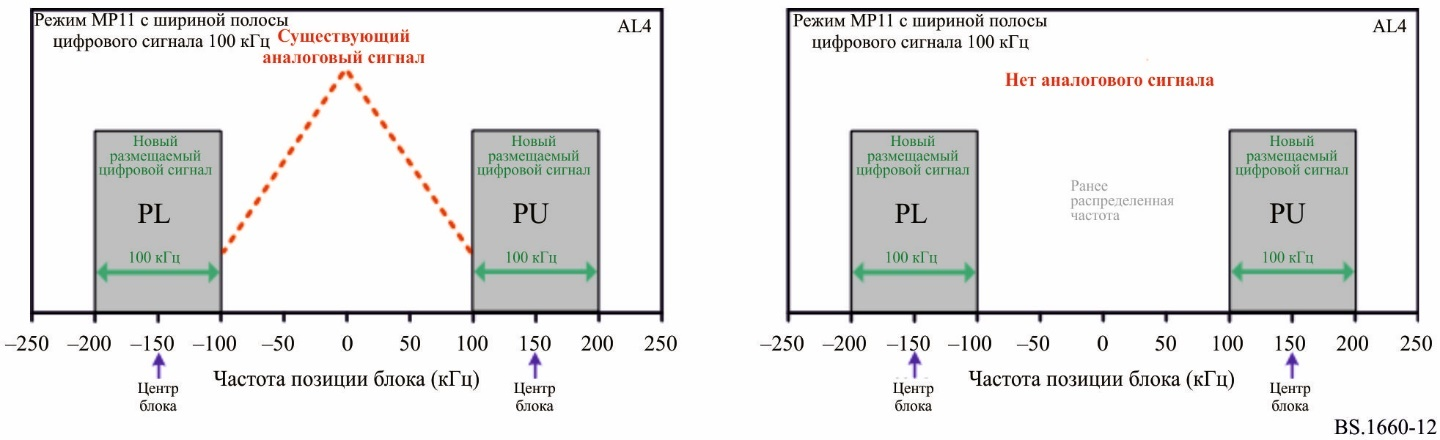 Режим MP11 с шириной полосы
цифрового сигнала 100 кГц
AL4
Существующий
аналоговый сигнал
Новый
размещаемый
цифровой сигнал
PL
100 кГц
Новый
размещаемый
цифровой сигнал
PU
100 кГц
–250 –200 –150 –100 –50 0 50 100 150 200 250
Центр
блока
Частота позиции блока (кГц)
Центр
блока
Режим MP11 с шириной полосы
цифрового сигнала 100 кГц
AL4
Нет аналогового сигнала
Новый
размещаемый
цифровой сигнал
PL
100 кГц
Ранее
распределенная
частота
Новый
размещаемый
цифровой сигнал
PU
100 кГц
–250 –200 –150 –100 –50 0 50 100 150 200 250
Центр
блока
Частота позиции блока (кГц)
Центр
блока
BS.1660-12